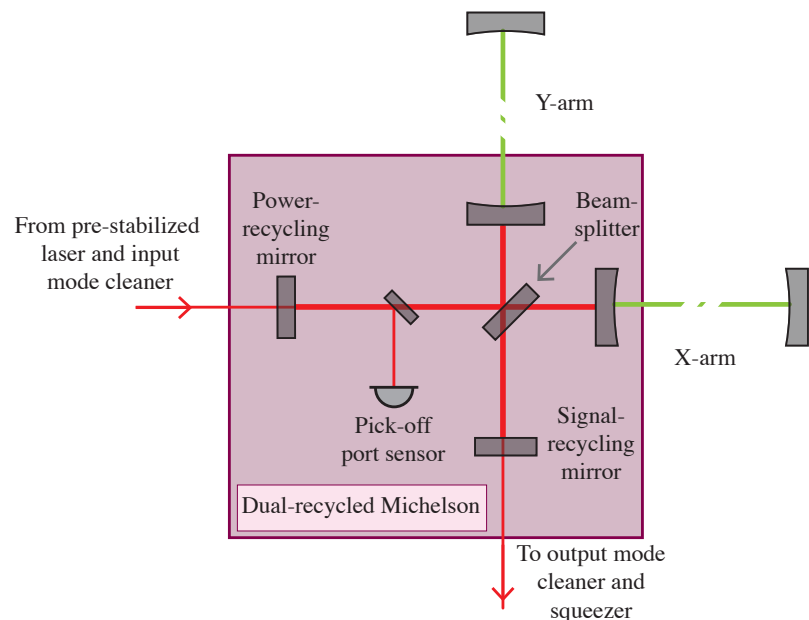 Y-arm
From pre-stabilized
laser and input
mode cleaner
Power-
recycling
mirror
Beam-
splitter
X-arm
Pick-off
port sensor
Signal-
recycling
mirror
Dual-recycled Michelson
To output mode
cleaner and
squeezer